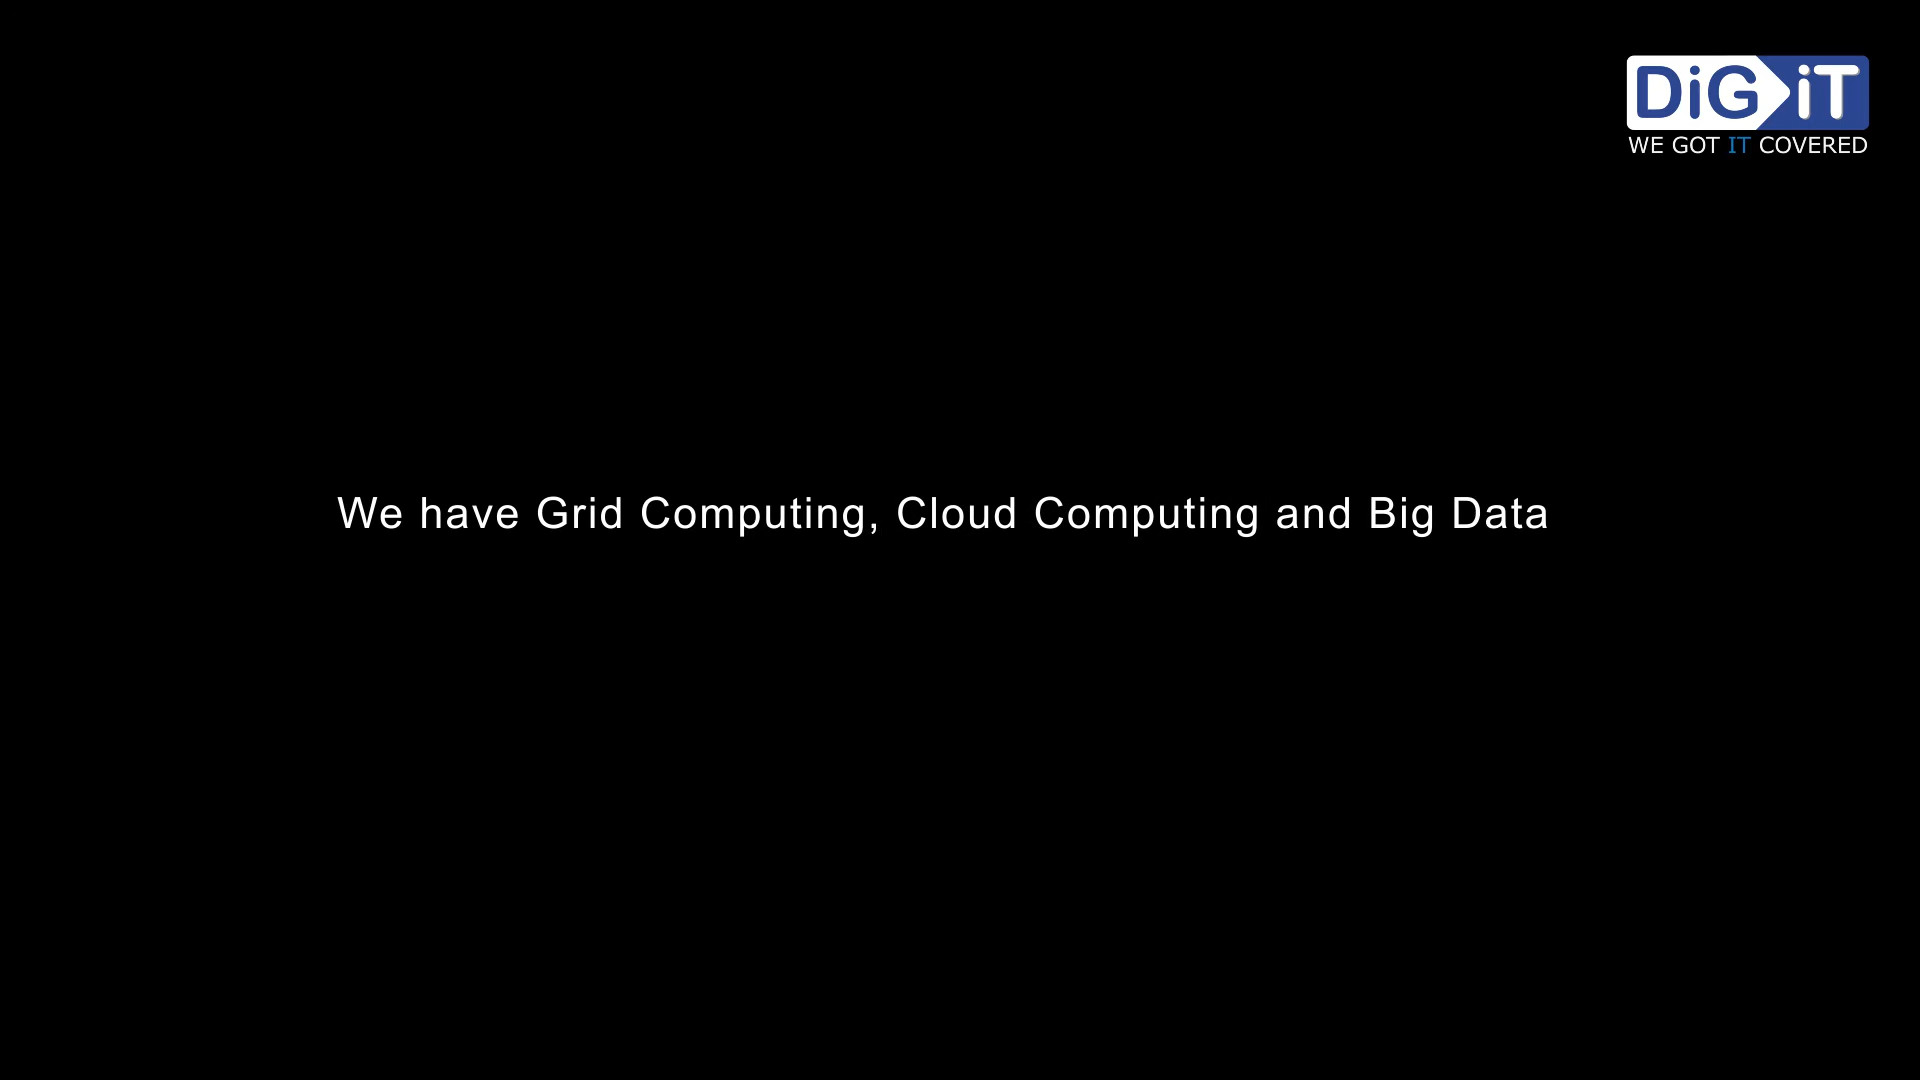 DiG iT
WE GOT IT COVERED
We have Grid Computing, Cloud Computing and Big Data